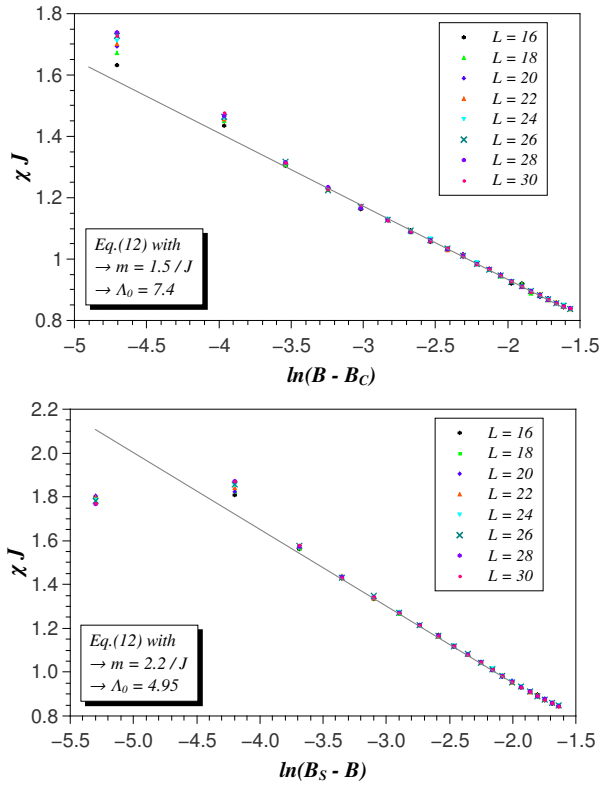 1.8
1.6
1.4
1.2
1
0.8
χ J
L = 16
L = 18
L = 20
L = 22
L = 24
L = 26
L = 28
L = 30
Eq.(12) with
→ m = 1.5 / J
→ Λ0 = 7.4
−5 −4.5 −4 −3.5 −3 −2.5 −2 −1.5
ln(B - BC)
2.2
2.0
1.8
1.6
1.4
1.2
1.0
0.8
χ J
L = 16
L = 18
L = 20
L = 22
L = 24
L = 26
L = 28
L = 30
Eq.(12) with
→ m = 2.2 / J
→ Λ0 = 4.95
−5.5 −5.0 −4.5 −4.0 −3.5 −3.0 −2.5 −2.0 −1.5
ln(BS - B)